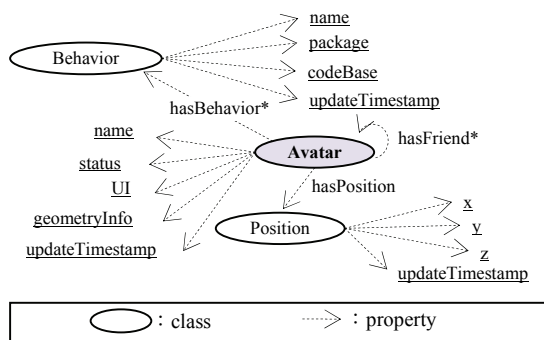 name
package
Behavior
codeBase
updateTimestamp
hasBehavior*
name
hasFriend*
Avatar
status
UI
hasPosition
geometryInfo
x
Position
y
updateTimestamp
z
updateTimestamp
: class
: property